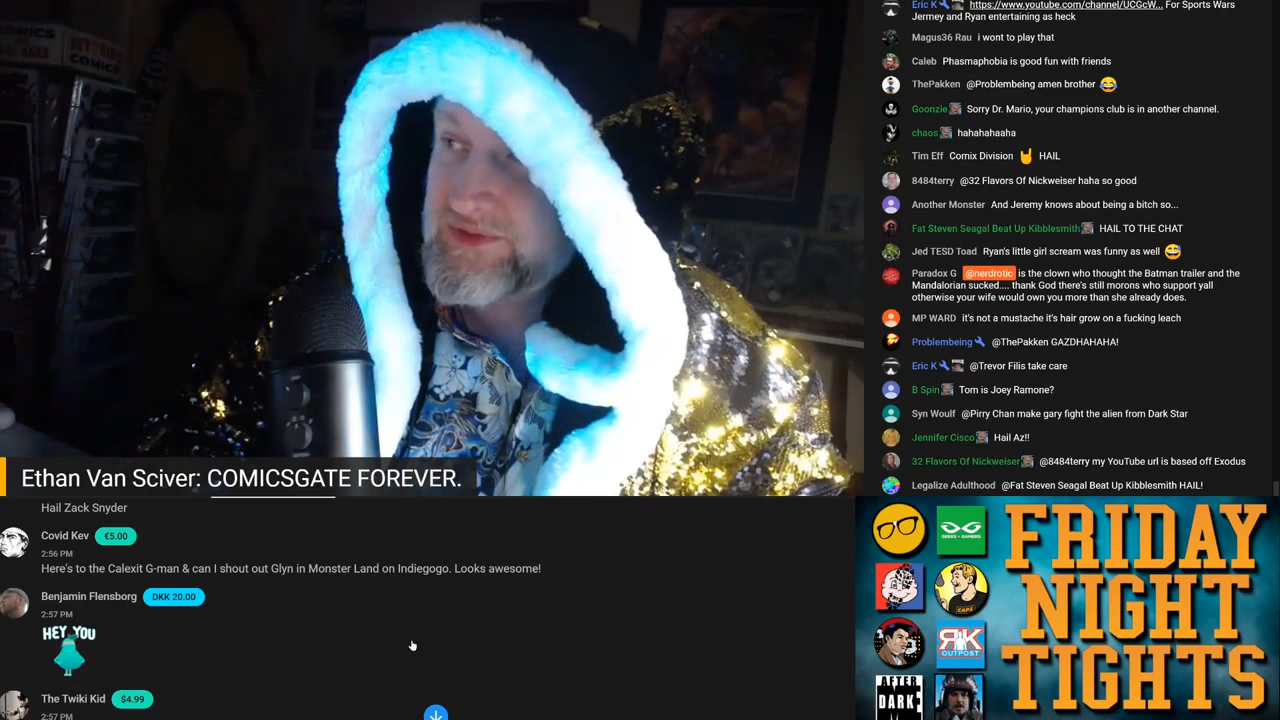 COMICS
HEY KIDS
COMICS
Ethan Van Sciver: COMICSGATE FOREVER.
Eric K https://www.youtube.com/channel/UCGcW... For Sports Wars
Jermey and Ryan entertaining as heck
Magus36 Rau i wont to play that
Caleb Phasmaphobia is good fun with friends
ThePakken @Problembeing amen brother 😂
Goonzie Sorry Dr. Mario, your champions club is in another channel.
chaos hahahahaaha
Tim Eff Comix Division 🤘 HAIL
8484terry @32 Flavors Of Nickweiser haha so good
Another Monster And Jeremy knows about being a bitch so...
Fat Steven Seagal Beat Up Kibblesmith HAIL TO THE CHAT
Jed TESD Toad Ryan's little girl scream was funny as well 😅
Paradox G @nerdrotic is the clown who thought the Batman trailer and the
Mandalorian sucked.... thank God there's still morons who support yall
otherwise your wife would own you more than she already does.
MP WARD it's not a mustache it's hair grow on a fucking leach
Problembeing @ThePakken GAZDHAHAHA!
Eric K @Trevor Filis take care
B Spin Tom is Joey Ramone?
Syn Woulf @Pirry Chan make gary fight the alien from Dark Star
Jennifer Cisco Hail Az!!
32 Flavors Of Nickweiser @8484terry my YouTube url is based off Exodus
Legalize Adulthood @Fat Steven Seagal Beat Up Kibblesmith HAIL!
Hail Zack Snyder
Covid Kev €5.00
2:56 PM
Here's to the Calexit G-man & can I shout out Glyn in Monster Land on Indiegogo. Looks awesome!
Benjamin Flensborg DKK 20.00
2:57 PM
HEY YOU
The Twiki Kid $4.99
2:57 PM
GEEKS + GAMERS
CAPS
RK
OUTPOST
AFTER
DARK
FRIDAY
NIGHT
TIGHTS